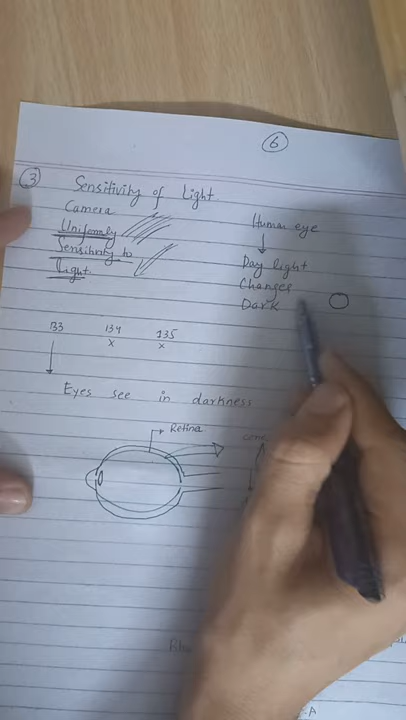 6
3 Sensitivity of Light
Camera
Uniformly
Sensitivity to
light
Human eye
Day light
Changes
Dark
133 134 135
x x
Eyes see in darkness
Retina